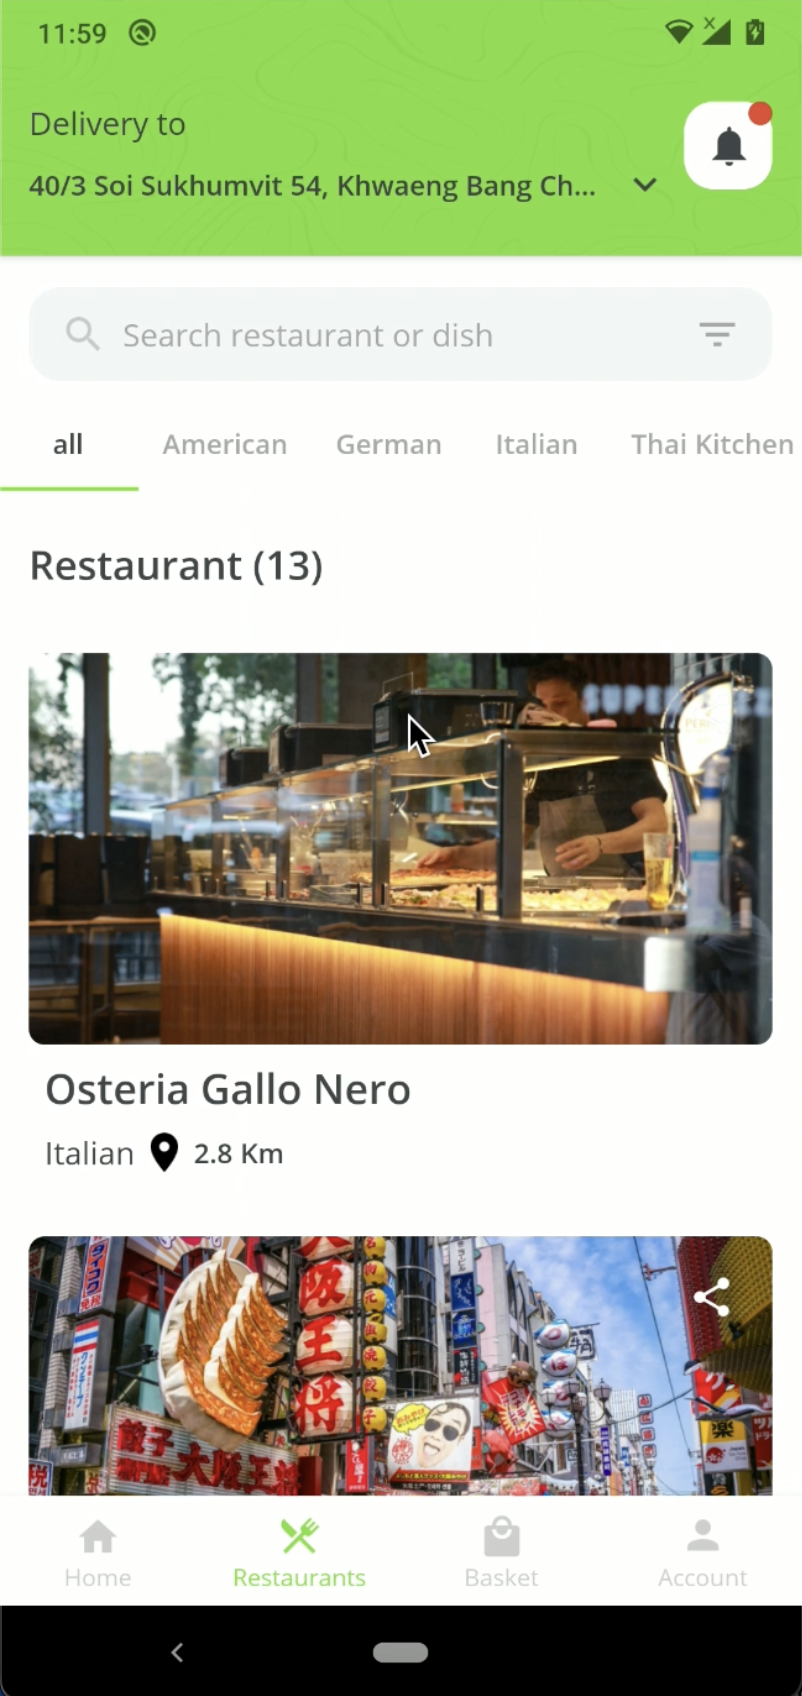 11:59
Delivery to
40/3 Soi Sukhumvit 54, Khwaeng Bang Ch...
Search restaurant or dish
all American German Italian Thai Kitchen
Restaurant (13)
Osteria Gallo Nero
Italian 2.8 Km
大阪王将
餃子 大阪王将
Home Restaurants Basket Account